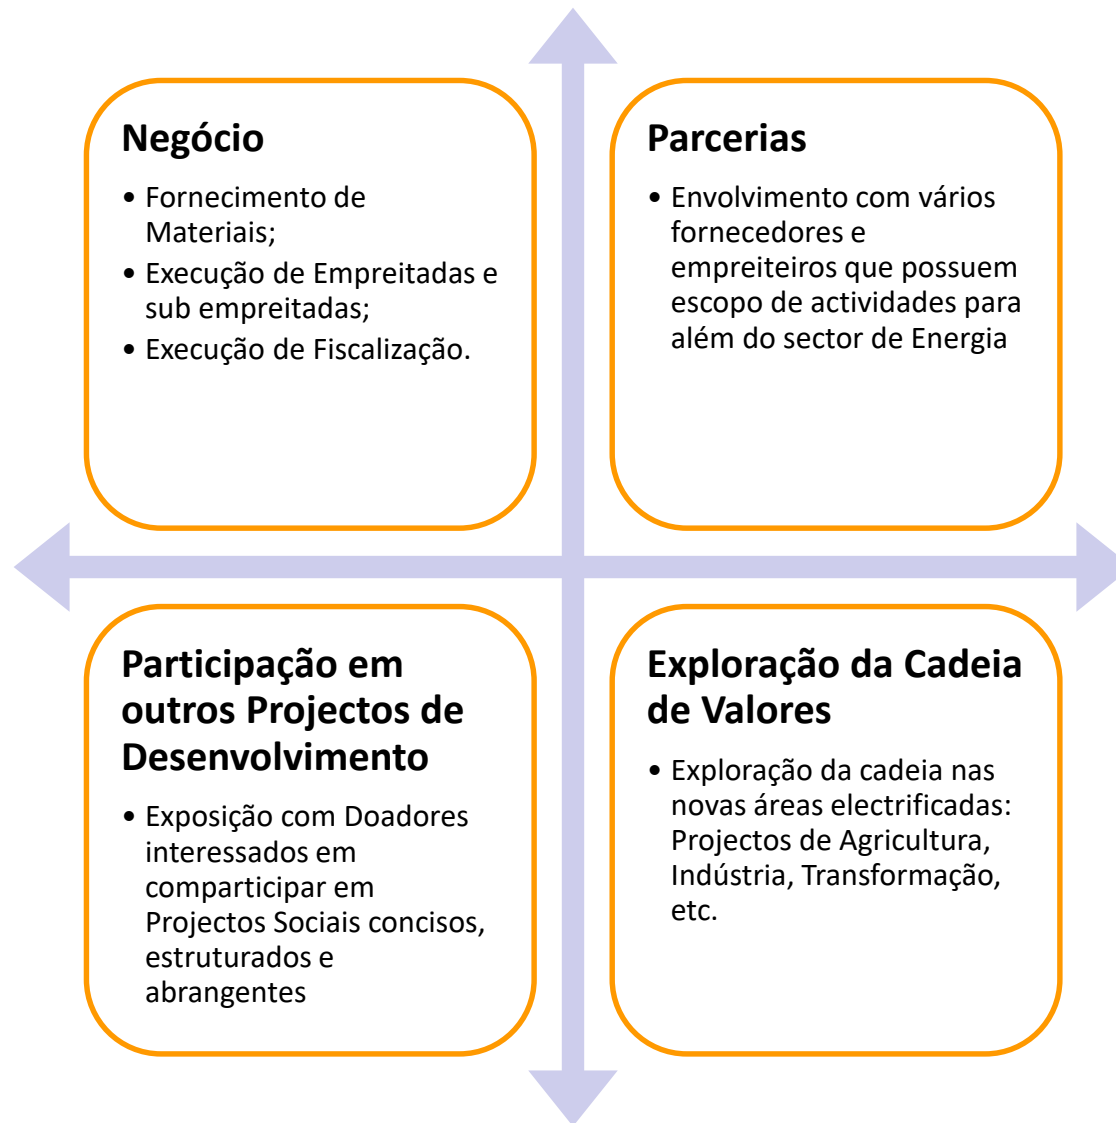 Negócio
• Fornecimento de
Materiais;
• Execução de Empreitadas e
sub empreitadas;
• Execução de Fiscalização.
Parcerias
• Envolvimento com vários
fornecedores e
empreiteiros que possuem
escopo de actividades para
além do sector de Energia
Participação em
outros Projectos de
Desenvolvimento
• Exposição com Doadores
interessados em
comparticipar em
Projectos Sociais concisos,
estruturados e
abrangentes
Exploração da Cadeia
de Valores
• Exploração da cadeia nas
novas áreas electrificadas:
Projectos de Agricultura,
Indústria, Transformação,
etc.